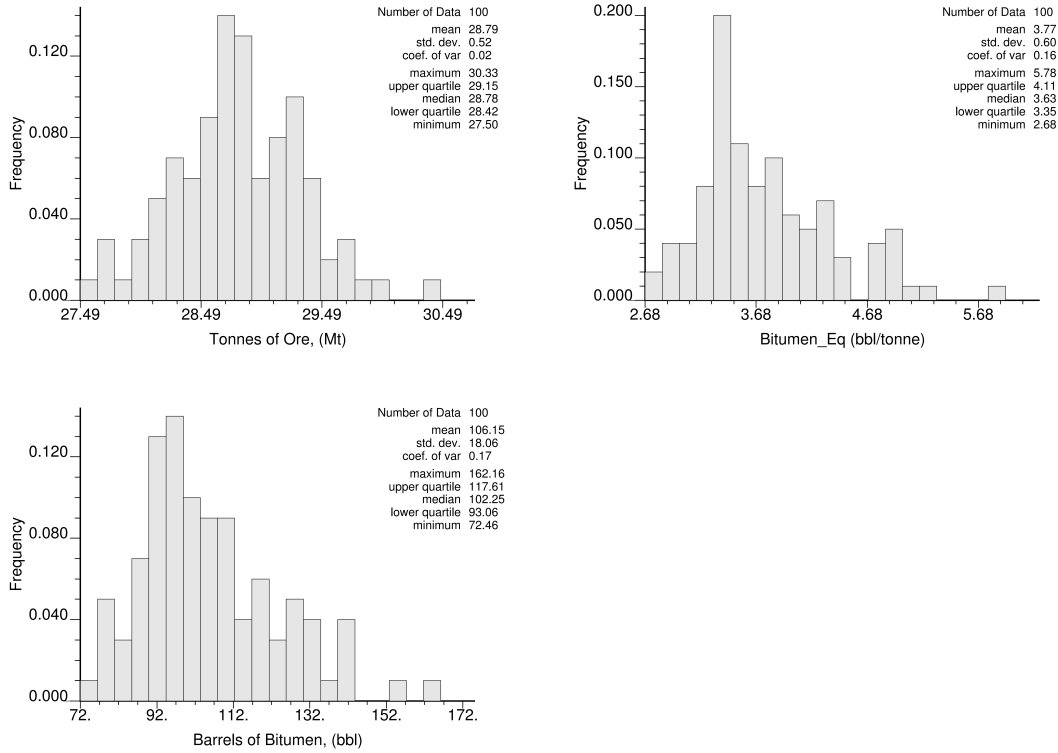 Number of Data 100
mean 28.79
std. dev. 0.52
coef. of var 0.02
maximum 30.33
upper quartile 29.15
median 28.78
lower quartile 28.42
minimum 27.50
Frequency
0.120
0.080
0.040
0.000
27.49 28.49 29.49 30.49
Tonnes of Ore, (Mt)
Number of Data 100
mean 3.77
std. dev. 0.60
coef. of var 0.16
maximum 5.78
upper quartile 4.11
median 3.63
lower quartile 3.35
minimum 2.68
Frequency
0.200
0.150
0.100
0.050
0.000
2.68 3.68 4.68 5.68
Bitumen_Eq (bbl/tonne)
Number of Data 100
mean 106.15
std. dev. 18.06
coef. of var 0.17
maximum 162.16
upper quartile 117.61
median 102.25
lower quartile 93.06
minimum 72.46
Frequency
0.120
0.080
0.040
0.000
72. 92. 112. 132. 152. 172.
Barrels of Bitumen, (bbl)